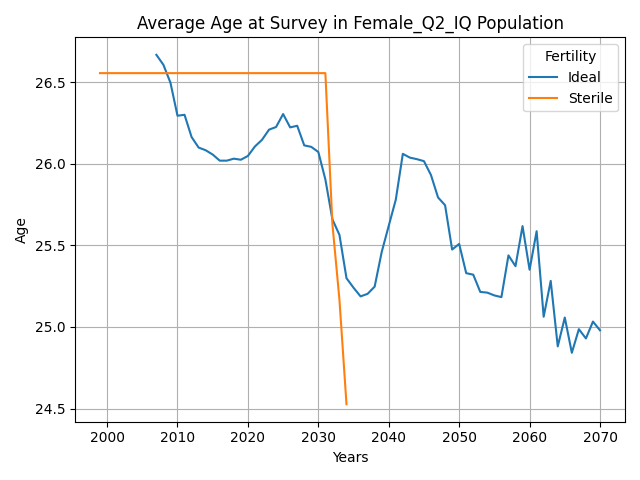 Average Age at Survey in Female_Q2_IQ Population
Fertility
Ideal
Sterile
26.5
26.0
25.5
25.0
24.5
Age
2000 2010 2020 2030 2040 2050 2060 2070
Years